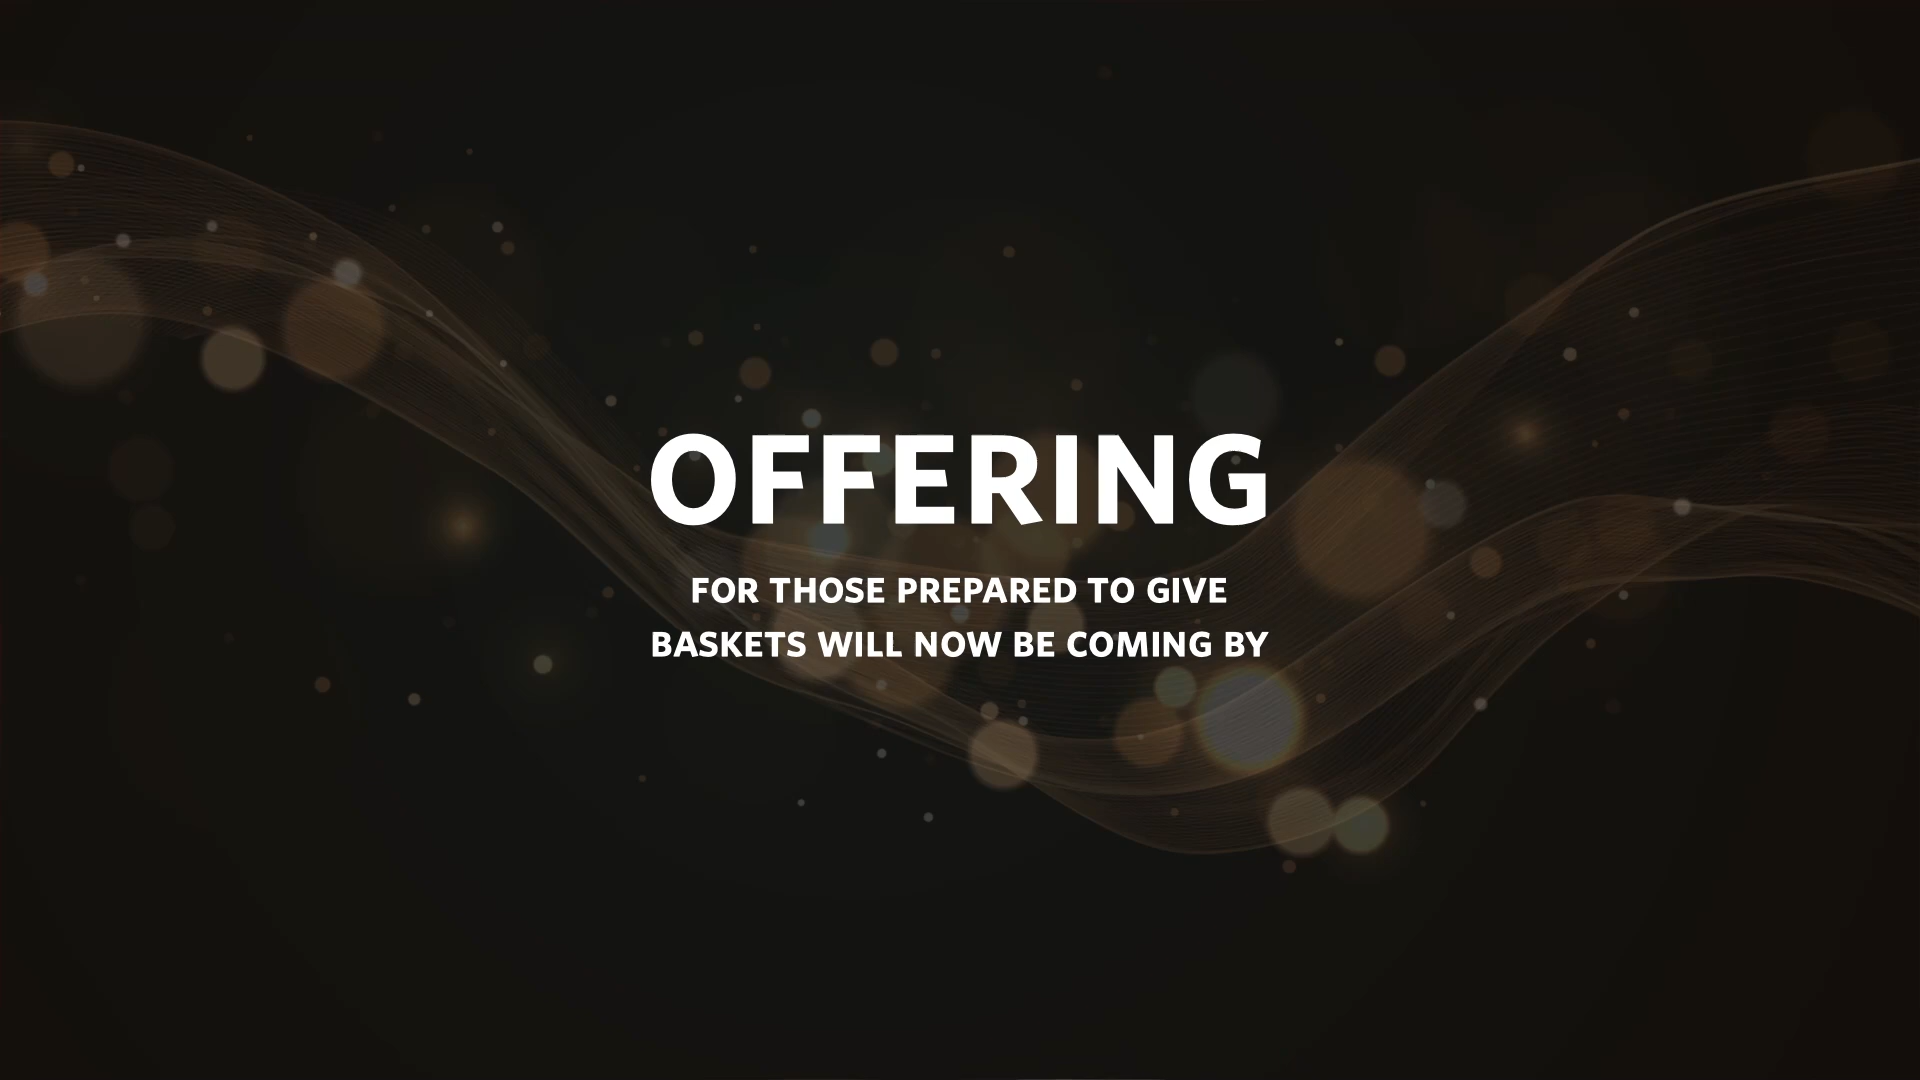 OFFERING
FOR THOSE PREPARED TO GIVE
BASKETS WILL NOW BE COMING BY